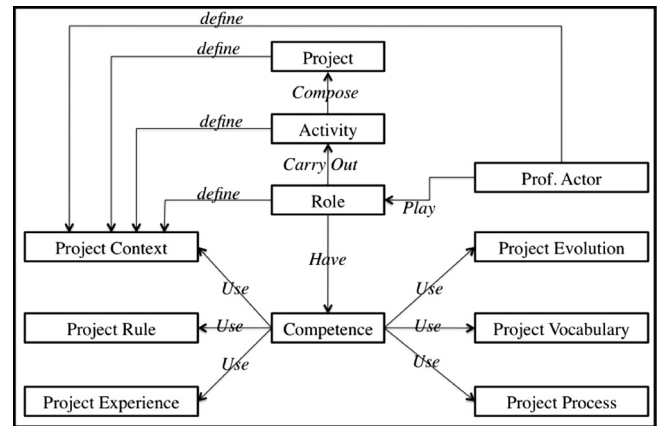 define
define
Project
Compose
define
Activity
Carry Out
Prof. Actor
define
Role
Play
Project Context
Have
Project Evolution
Use
Use
Project Rule
Use
Competence
Use
Project Vocabulary
Use
Use
Project Experience
Project Process